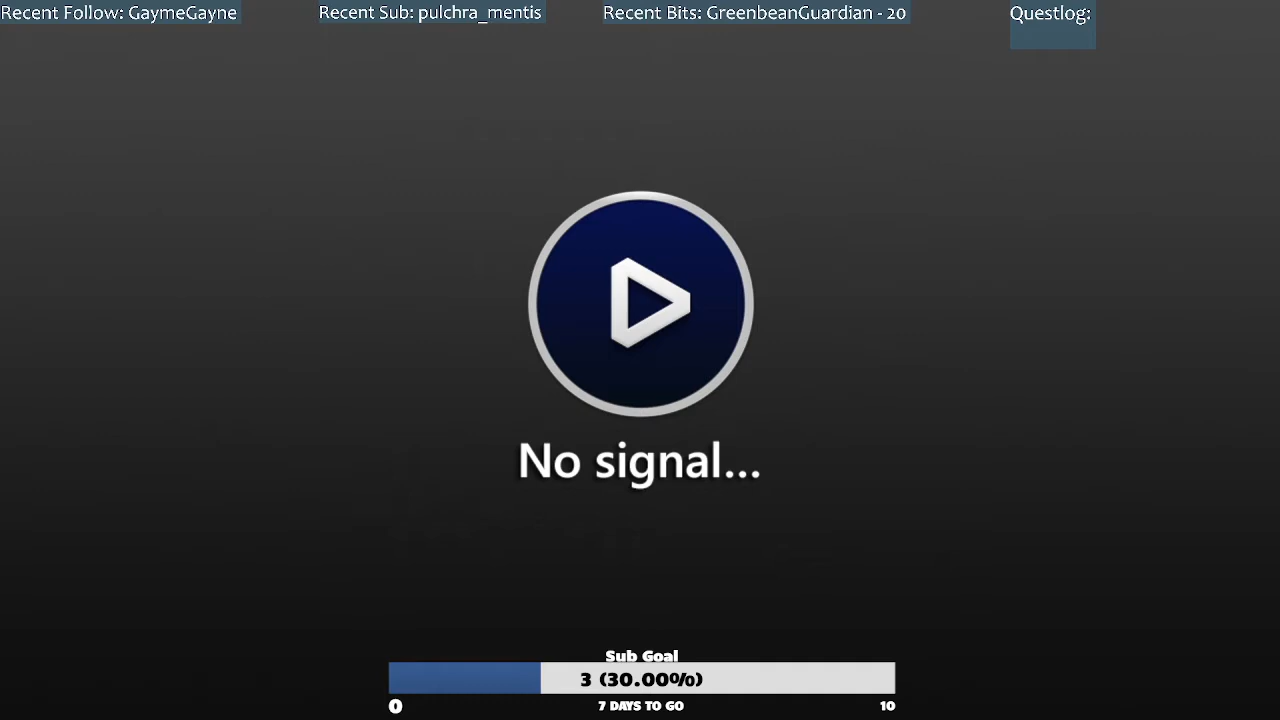 Recent Follow: GaymeGayne
Recent Sub: pulchra_mentis
Recent Bits: GreenbeanGuardian - 20
Questlog:
No signal...
Sub Goal
3 (30.00%)
0
7 DAYS TO GO
10